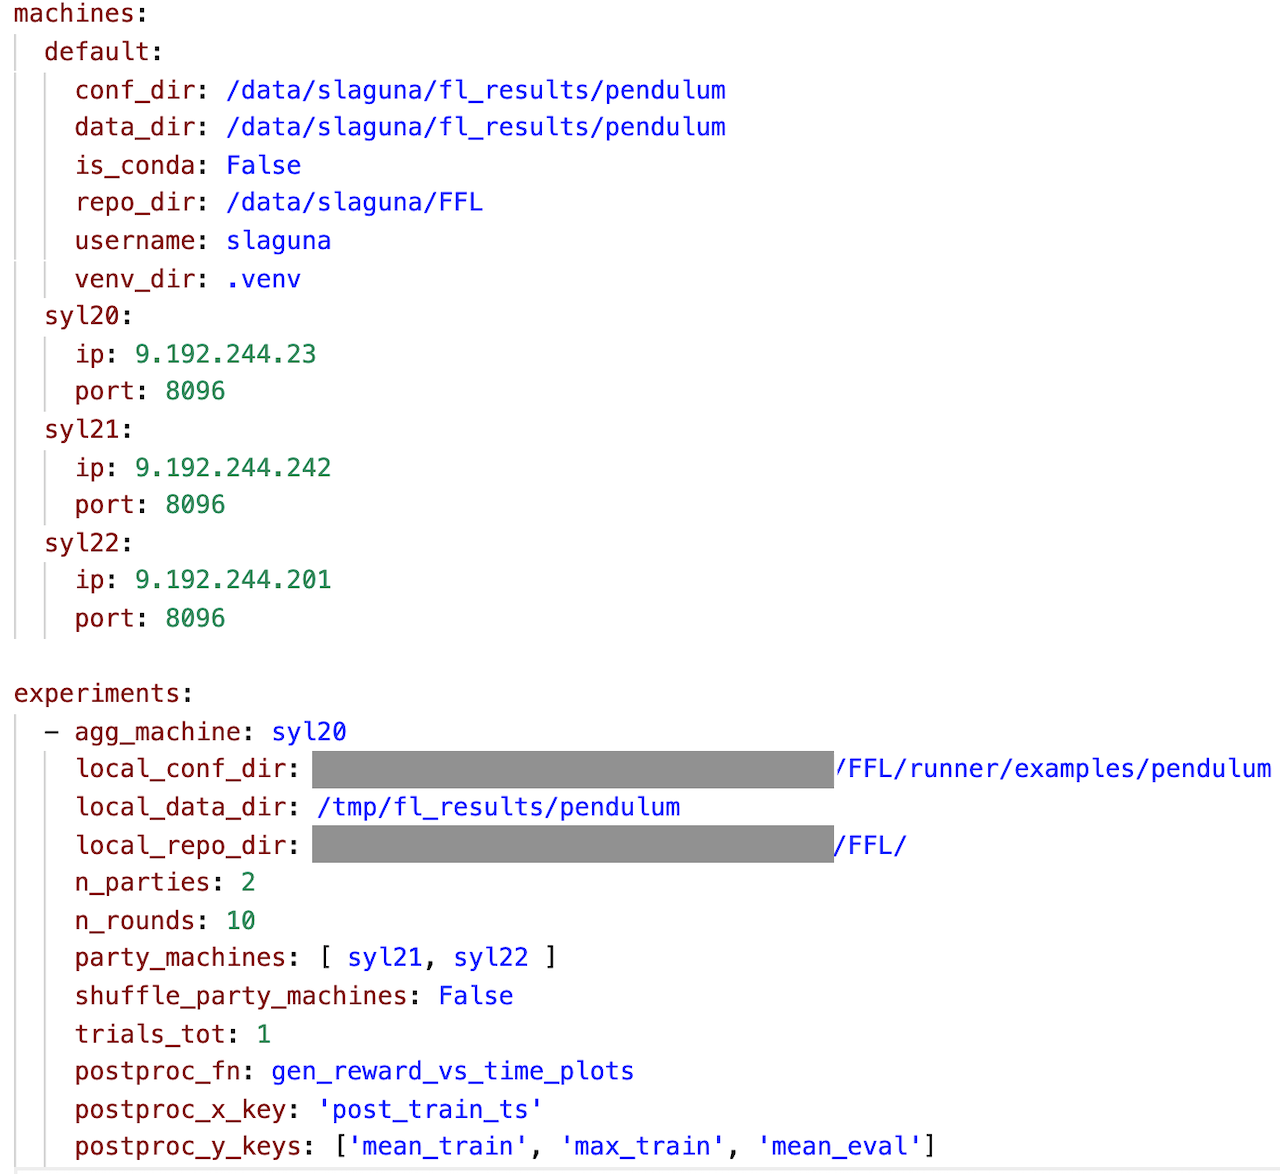 machines:
  default:
    conf_dir: /data/slaguna/fl_results/pendulum
    data_dir: /data/slaguna/fl_results/pendulum
    is_conda: False
    repo_dir: /data/slaguna/FFL
    username: slaguna
    venv_dir: .venv
  syl20:
    ip: 9.192.244.23
    port: 8096
  syl21:
    ip: 9.192.244.242
    port: 8096
  syl22:
    ip: 9.192.244.201
    port: 8096

experiments:
  – agg_machine: syl20
    local_conf_dir: /FFL/runner/examples/pendulum
    local_data_dir: /tmp/fl_results/pendulum
    local_repo_dir: /FFL/
    n_parties: 2
    n_rounds: 10
    party_machines: [ syl21, syl22 ]
    shuffle_party_machines: False
    trials_tot: 1
    postproc_fn: gen_reward_vs_time_plots
    postproc_x_key: 'post_train_ts'
    postproc_y_keys: ['mean_train', 'max_train', 'mean_eval']